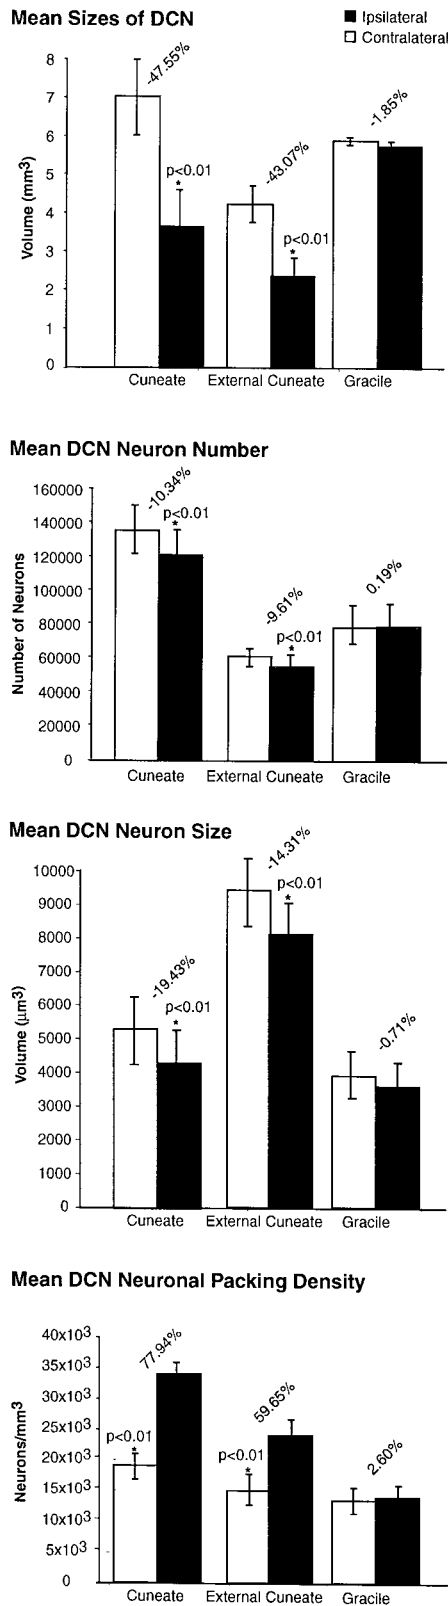 Mean Sizes of DCN
Ipsilateral
Contralateral
8
7
6
5
4
3
2
1
0
Volume (mm3)
-47.55%
p<0.01
*
-43.07%
p<0.01
*
-1.85%
Cuneate External Cuneate Gracile
Mean DCN Neuron Number
160000
140000
120000
100000
80000
60000
40000
20000
0
Number of Neurons
-10.34%
p<0.01
*
-9.61%
p<0.01
*
0.19%
Cuneate External Cuneate Gracile
Mean DCN Neuron Size
10000
9000
8000
7000
6000
5000
4000
3000
2000
1000
0
Volume (µm3)
-19.43%
p<0.01
*
-14.31%
p<0.01
*
-0.71%
Cuneate External Cuneate Gracile
Mean DCN Neuronal Packing Density
40x103
35x103
30x103
25x103
20x103
15x103
10x103
5x103
0
Neurons/mm3
p<0.01
*
77.94%
p<0.01
*
59.65%
2.60%
Cuneate External Cuneate Gracile